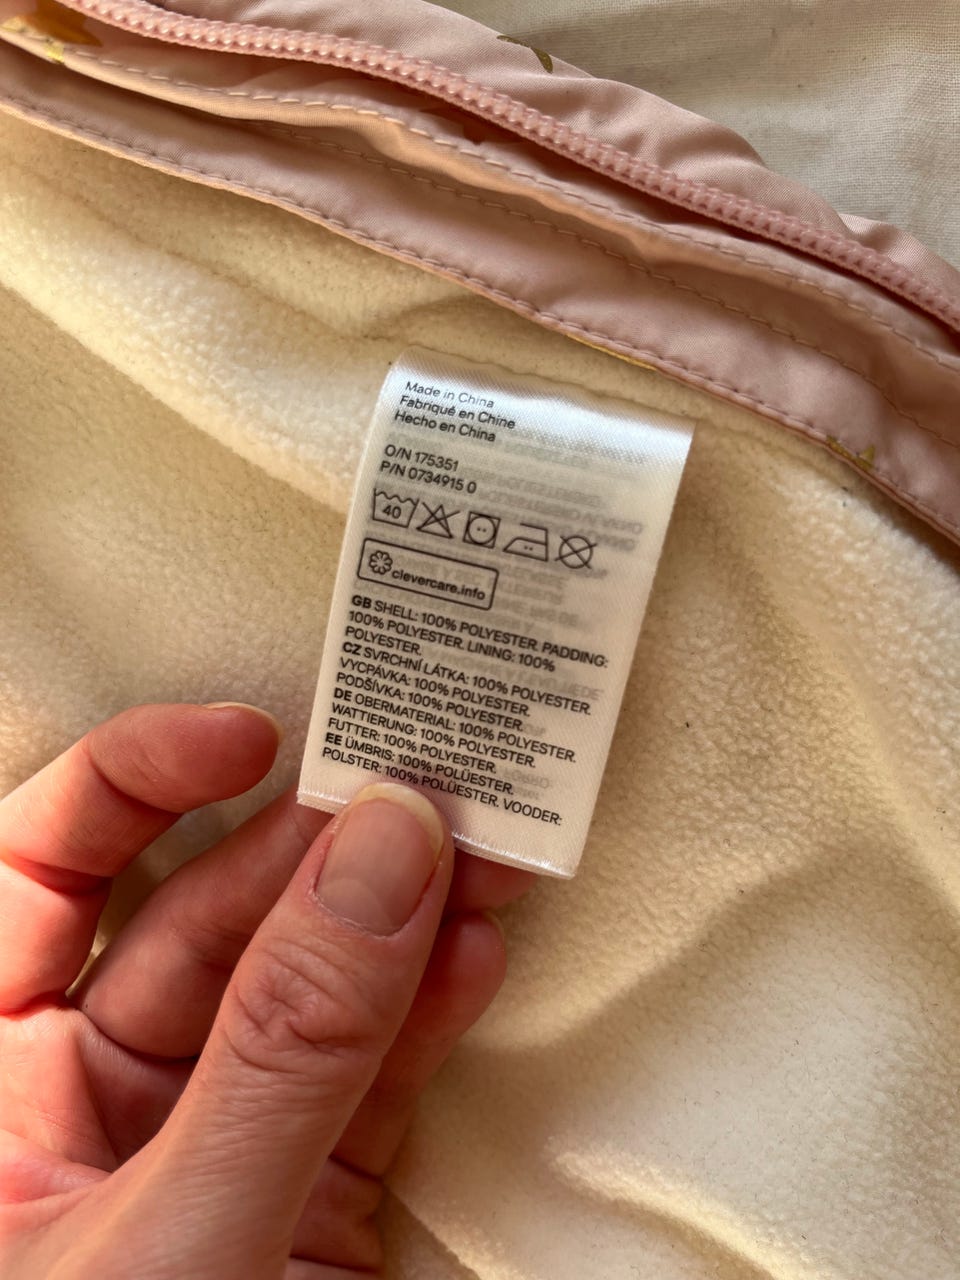 Made in China
Fabriqué en Chine
Hecho en China
O/N 175351
P/N 0734915 0
40
clevercare.info
GB SHELL: 100% POLYESTER. PADDING:
100% POLYESTER. LINING: 100%
POLYESTER.
CZ SVRCHNÍ LÁTKA: 100% POLYESTER.
VYCPÁVKA: 100% POLYESTER.
PODŠÍVKA: 100% POLYESTER.
DE OBERMATERIAL: 100% POLYESTER.
WATTIERUNG: 100% POLYESTER.
FUTTER: 100% POLYESTER.
EE ÜMBRIS: 100% POLÜESTER.
POLSTER: 100% POLÜESTER. VOODER: